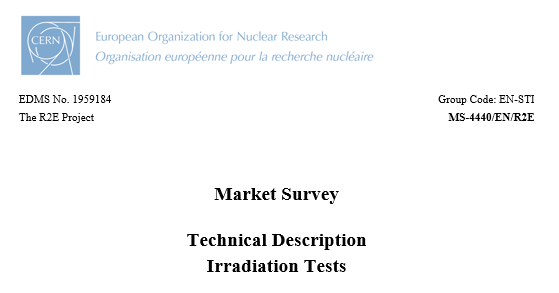 CERN
European Organization for Nuclear Research
Organisation européenne pour la recherche nucléaire
EDMS No. 1959184
Group Code: EN-STI
The R2E Project
MS-4440/EN/R2E
Market Survey
Technical Description
Irradiation Tests